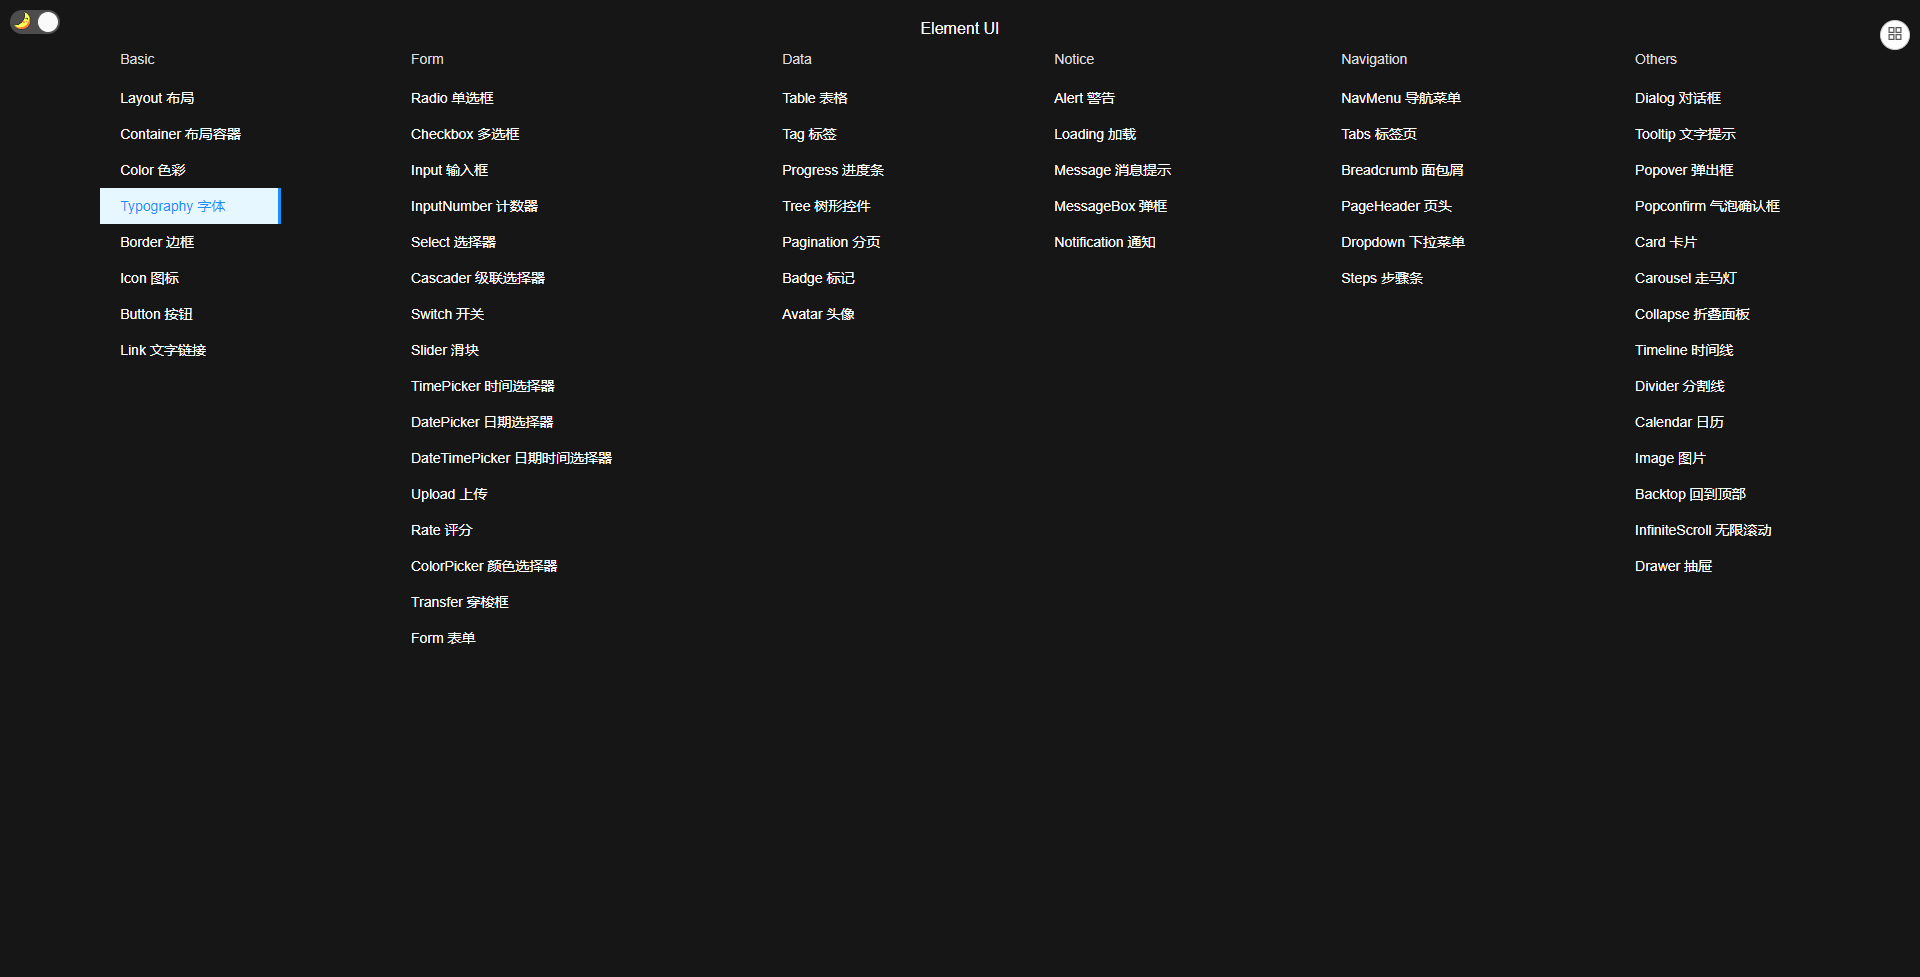 Element UI
Basic
Layout 布局
Container 布局容器
Color 色彩
Typography 字体
Border 边框
Icon 图标
Button 按钮
Link 文字链接
Form
Radio 单选框
Checkbox 多选框
Input 输入框
InputNumber 计数器
Select 选择器
Cascader 级联选择器
Switch 开关
Slider 滑块
TimePicker 时间选择器
DatePicker 日期选择器
DateTimePicker 日期时间选择器
Upload 上传
Rate 评分
ColorPicker 颜色选择器
Transfer 穿梭框
Form 表单
Data
Table 表格
Tag 标签
Progress 进度条
Tree 树形控件
Pagination 分页
Badge 标记
Avatar 头像
Notice
Alert 警告
Loading 加载
Message 消息提示
MessageBox 弹框
Notification 通知
Navigation
NavMenu 导航菜单
Tabs 标签页
Breadcrumb 面包屑
PageHeader 页头
Dropdown 下拉菜单
Steps 步骤条
Others
Dialog 对话框
Tooltip 文字提示
Popover 弹出框
Popconfirm 气泡确认框
Card 卡片
Carousel 走马灯
Collapse 折叠面板
Timeline 时间线
Divider 分割线
Calendar 日历
Image 图片
Backtop 回到顶部
InfiniteScroll 无限滚动
Drawer 抽屉